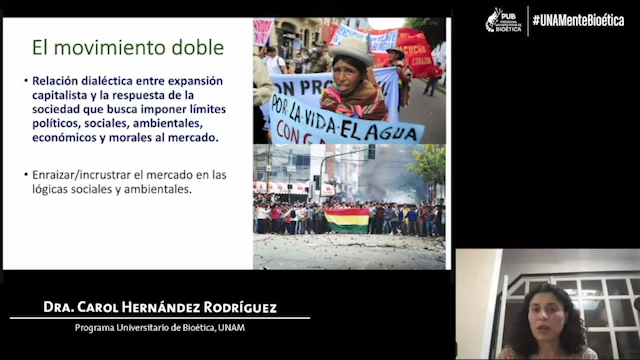 El movimiento doble
• Relación dialéctica entre expansión
capitalista y la respuesta de la
sociedad que busca imponer límites
políticos, sociales, ambientales,
económicos y morales al mercado.
• Enraizar/incrustrar el mercado en las
lógicas sociales y ambientales.
POR LA VIDA EL AGUA
PUB
BIOÉTICA
#UNAMenteBioética
Dra. Carol Hernández Rodríguez
Programa Universitario de Bioética, UNAM